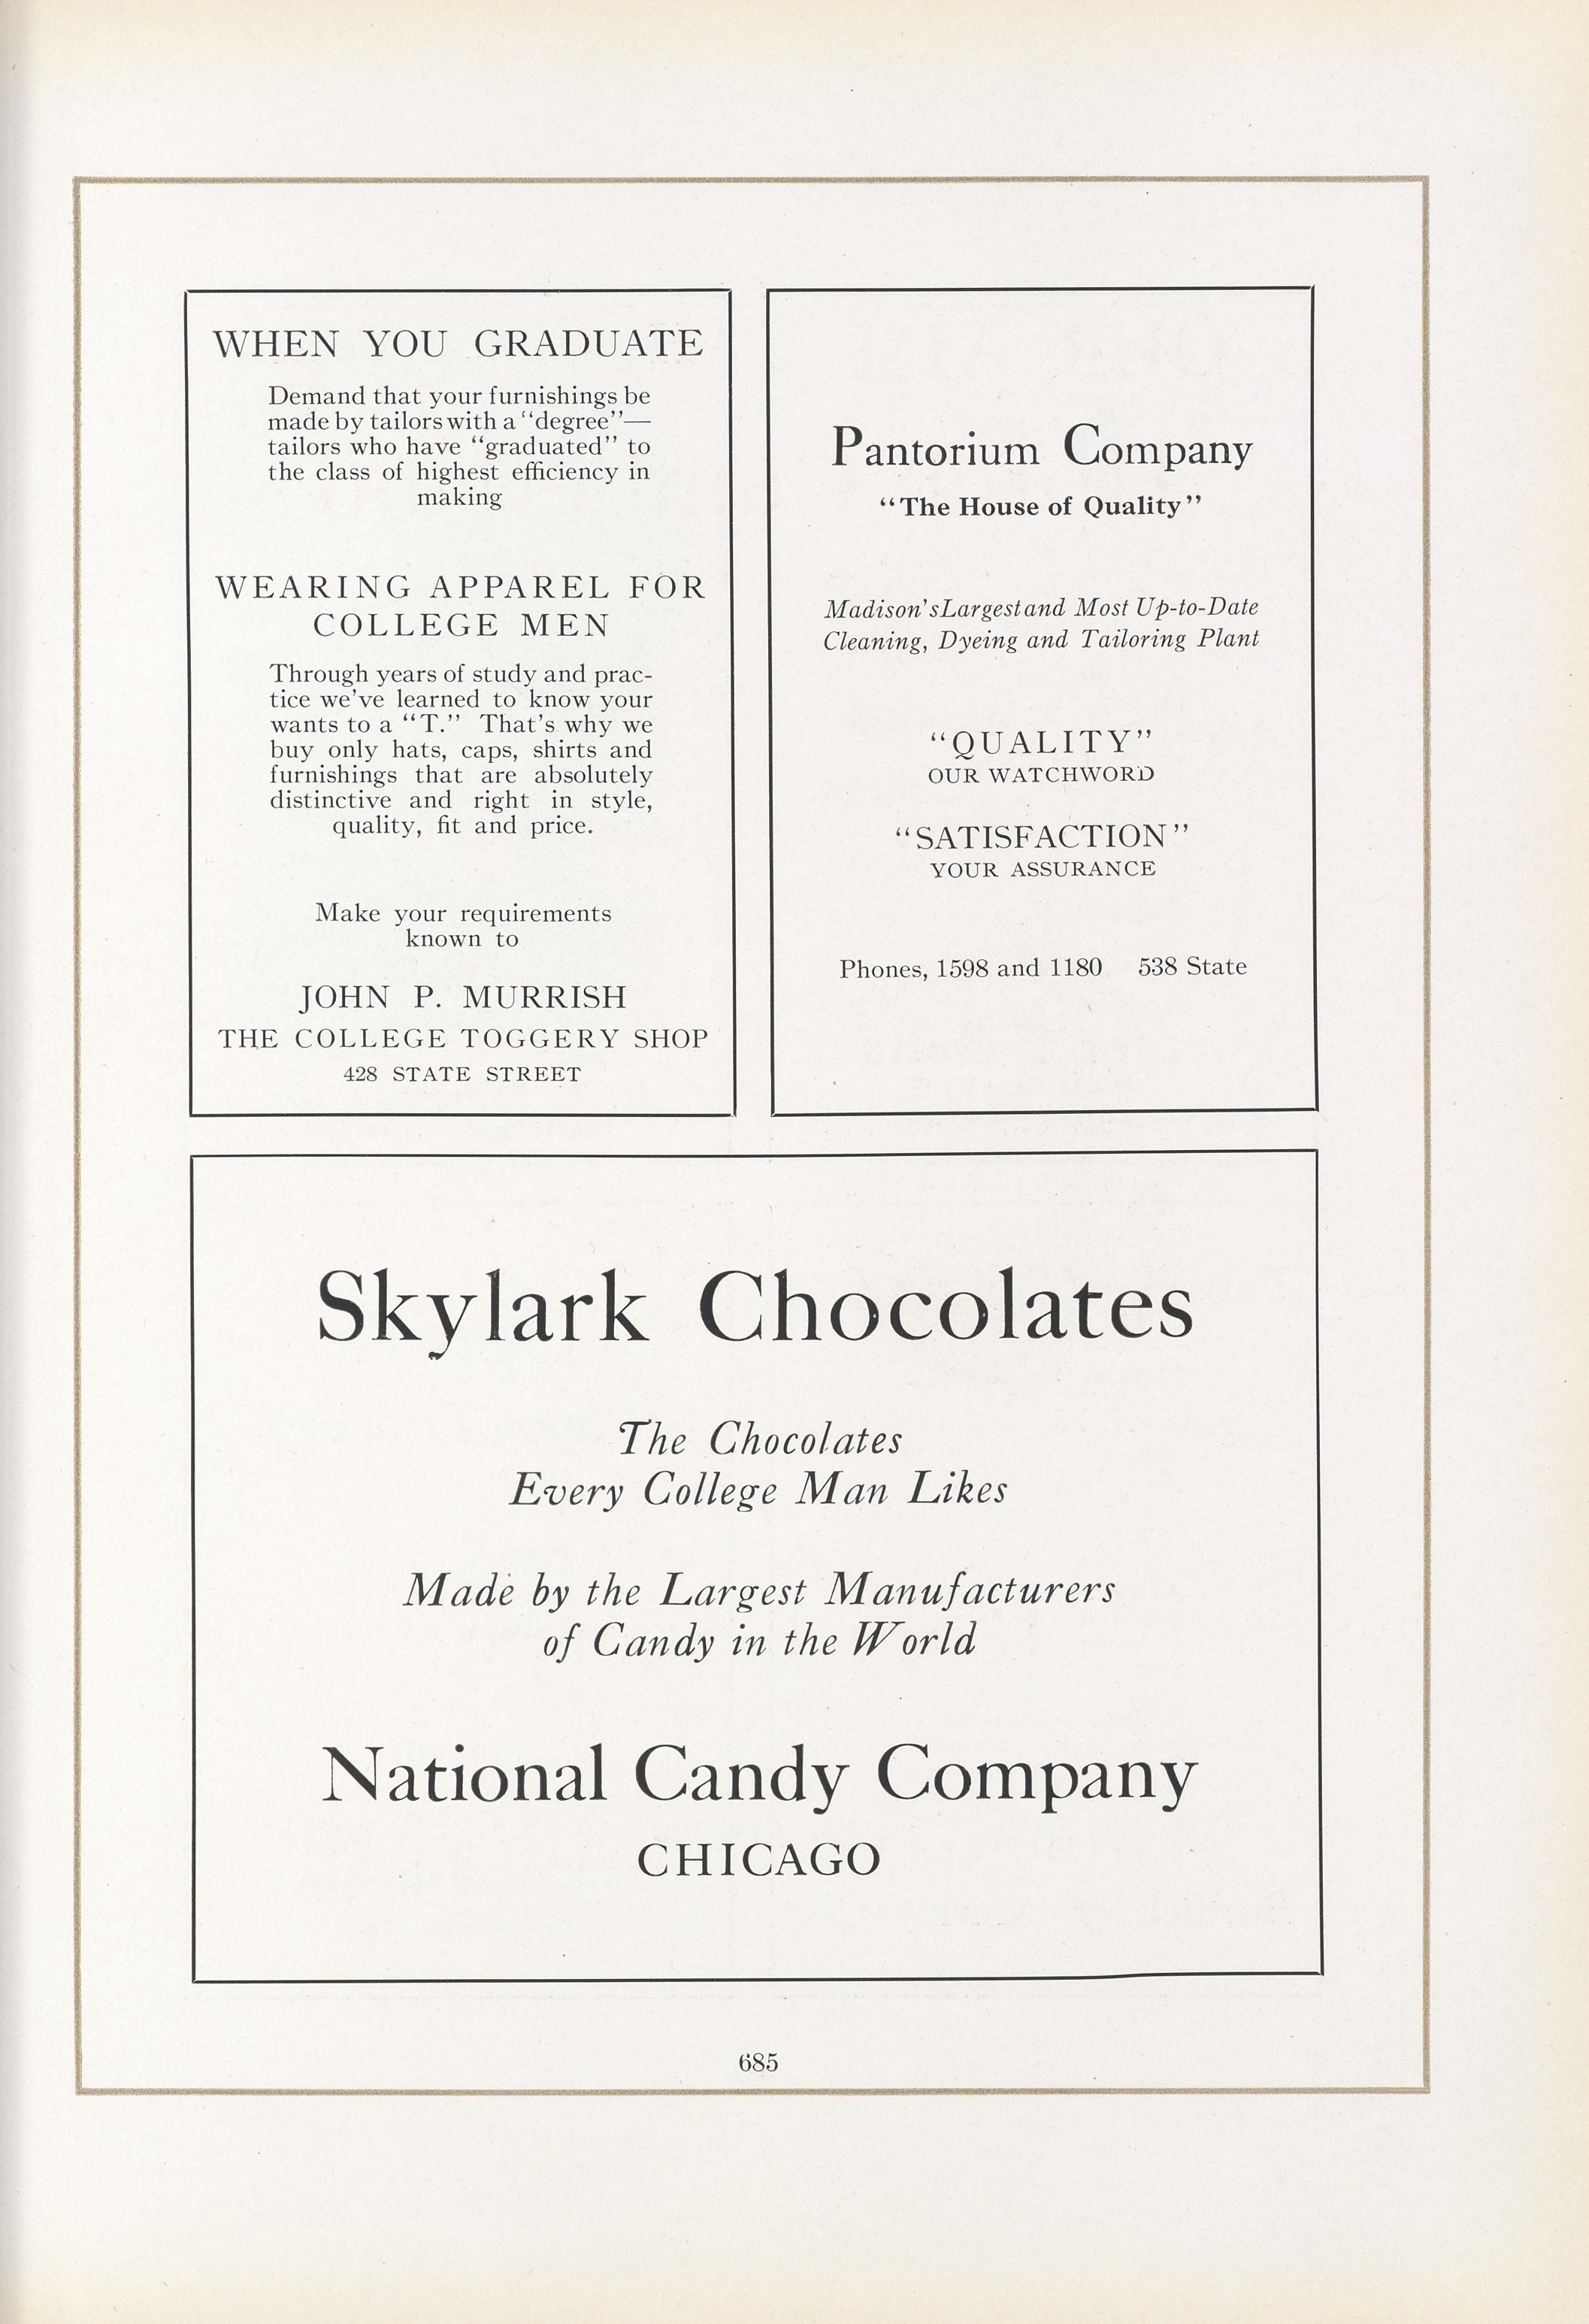 WHEN YOU GRADUATE
Demand that your furnishings be
made by tailors with a "degree"—
tailors who have "graduated" to
the class of highest efficiency in
making
WEARING APPAREL FOR
COLLEGE MEN
Through years of study and prac-
tice we've learned to know your
wants to a "T." That's why we
buy only hats, caps, shirts and
furnishings that are absolutely
distinctive and right in style,
quality, fit and price.
Make your requirements
known to
JOHN P. MURRISH
THE COLLEGE TOGGERY SHOP
428 STATE STREET
Pantorium Company
"The House of Quality"
Madison's Largest and Most Up-to-Date
Cleaning, Dyeing and Tailoring Plant
"QUALITY"
OUR WATCHWORD
"SATISFACTION"
YOUR ASSURANCE
Phones, 1598 and 1180 538 State
Skylark Chocolates
The Chocolates
Every College Man Likes
Made by the Largest Manufacturers
of Candy in the World
National Candy Company
CHICAGO
685